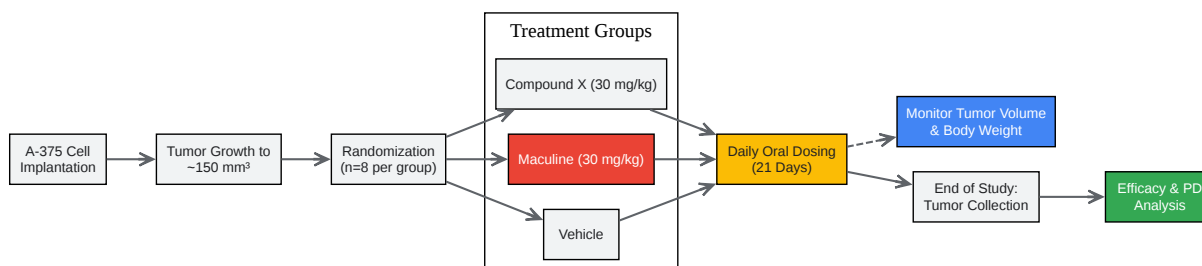 Treatment Groups
A-375 Cell
Implantation
Tumor Growth to
~150 mm³
Randomization
(n=8 per group)
Compound X (30 mg/kg)
Maculine (30 mg/kg)
Vehicle
Daily Oral Dosing
(21 Days)
Monitor Tumor Volume
& Body Weight
End of Study:
Tumor Collection
Efficacy & PD
Analysis